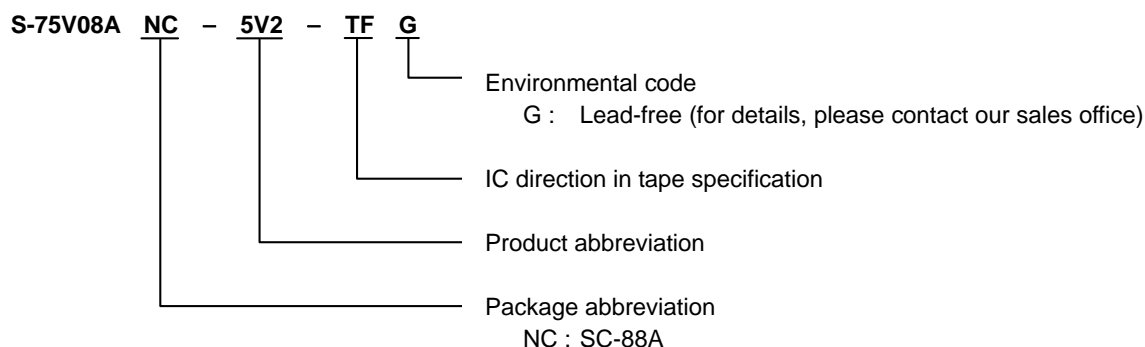 S-75V08A NC – 5V2 – TF G
Environmental code
G : Lead-free (for details, please contact our sales office)
IC direction in tape specification
Product abbreviation
Package abbreviation
NC : SC-88A